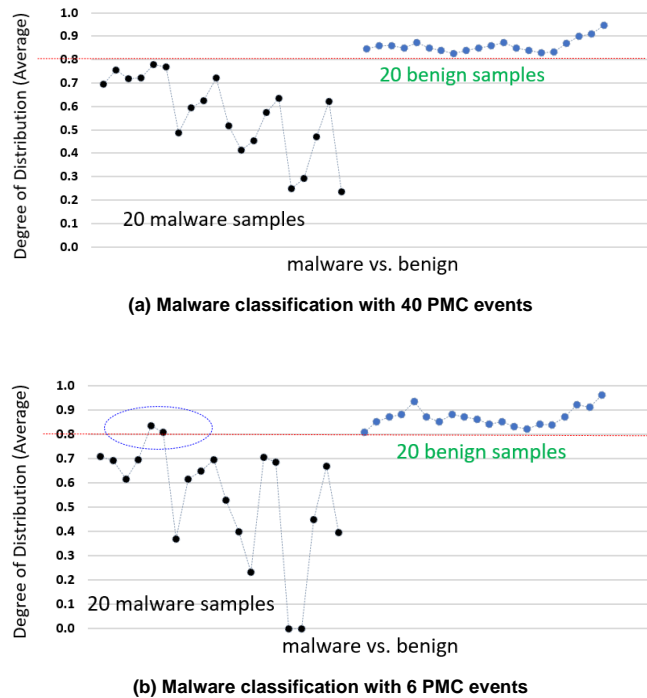 Degree of Distribution (Average)
1.0
0.9
0.8
0.7
0.6
0.5
0.4
0.3
0.2
0.1
0.0
20 benign samples
20 malware samples
malware vs. benign
(a) Malware classification with 40 PMC events
Degree of Distribution (Average)
1.0
0.9
0.8
0.7
0.6
0.5
0.4
0.3
0.2
0.1
0.0
20 benign samples
20 malware samples
malware vs. benign
(b) Malware classification with 6 PMC events